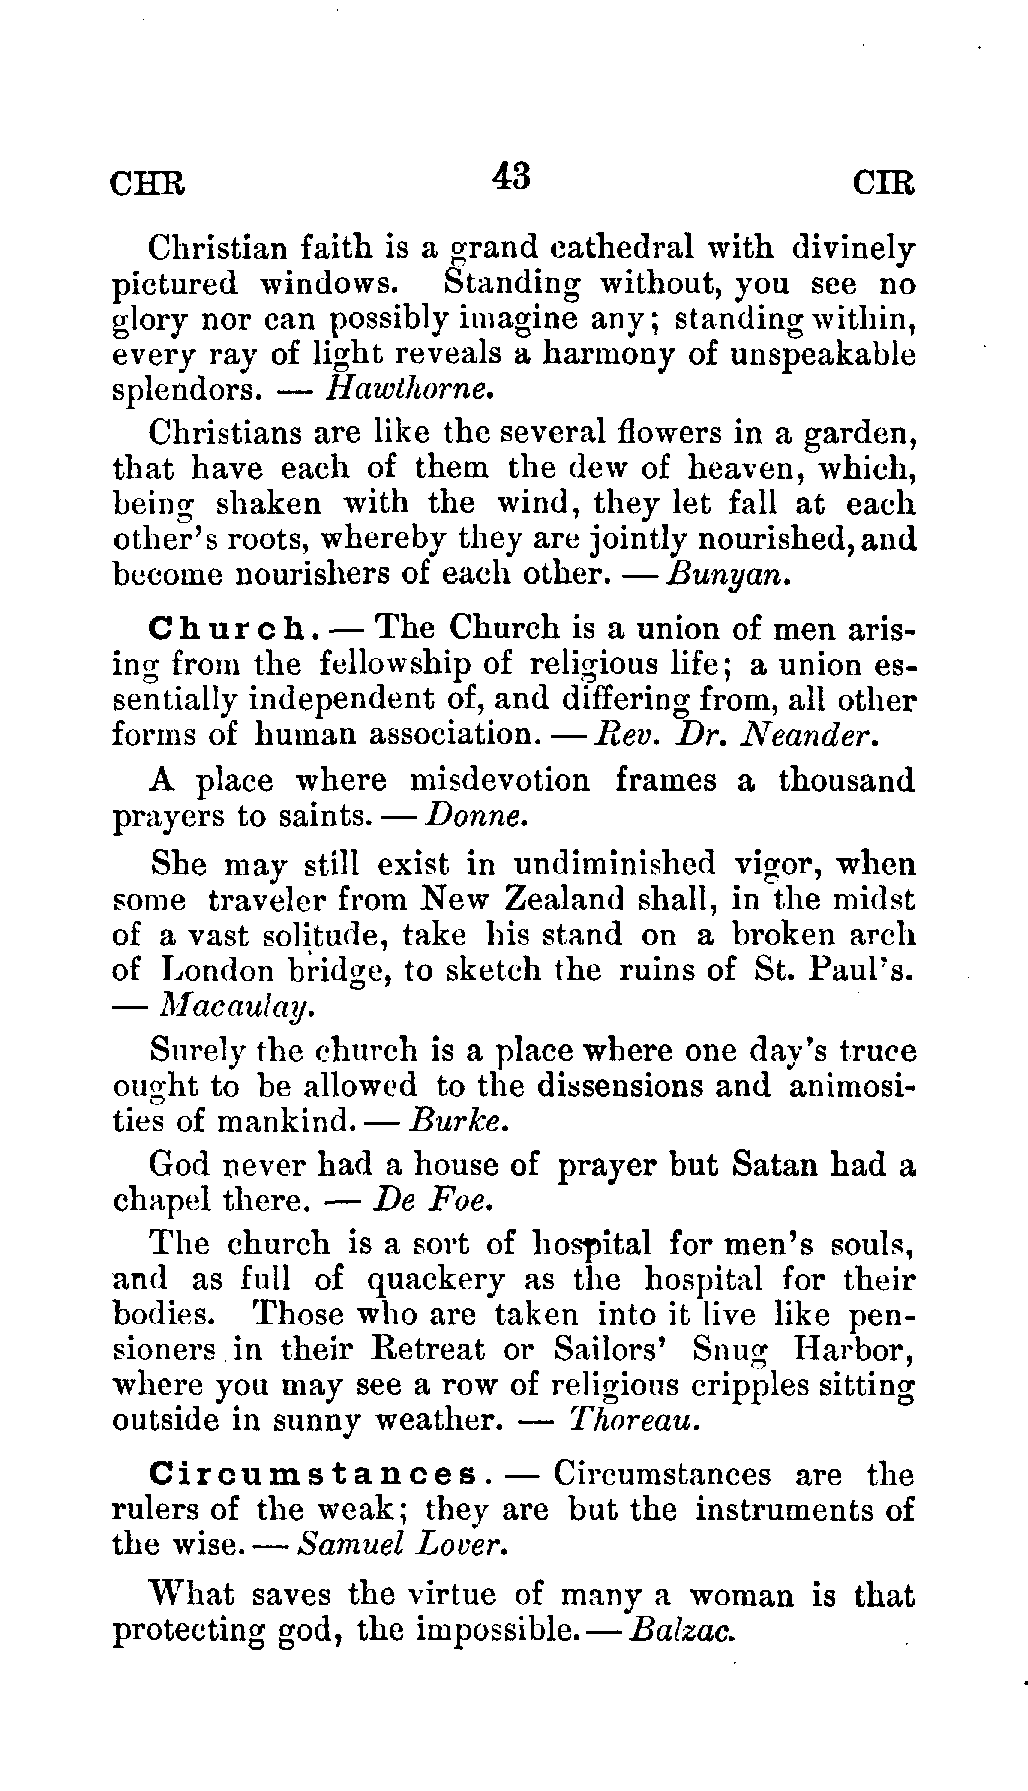 CHR 43 CIR
Christian faith is a grand cathedral with divinely
pictured windows. Standing without, you see no
glory nor can possibly imagine any; standing within,
every ray of light reveals a harmony of unspeakable
splendors. — Hawthorne.
Christians are like the several flowers in a garden,
that have each of them the dew of heaven, which,
being shaken with the wind, they let fall at each
other's roots, whereby they are jointly nourished, and
become nourishers of each other. — Bunyan.
Church. — The Church is a union of men aris-
ing from the fellowship of religious life; a union es-
sentially independent of, and differing from, all other
forms of human association. — Rev. Dr. Neander.
A place where misdevotion frames a thousand
prayers to saints. — Donne.
She may still exist in undiminished vigor, when
some traveler from New Zealand shall, in the midst
of a vast solitude, take his stand on a broken arch
of London bridge, to sketch the ruins of St. Paul's.
— Macaulay.
Surely the church is a place where one day's truce
ought to be allowed to the dissensions and animosi-
ties of mankind. — Burke.
God never had a house of prayer but Satan had a
chapel there. — De Foe.
The church is a sort of hospital for men's souls,
and as full of quackery as the hospital for their
bodies. Those who are taken into it live like pen-
sioners in their Retreat or Sailors' Snug Harbor,
where you may see a row of religious cripples sitting
outside in sunny weather. — Thoreau.
Circumstances. — Circumstances are the
rulers of the weak; they are but the instruments of
the wise. — Samuel Lover.
What saves the virtue of many a woman is that
protecting god, the impossible. — Balzac.